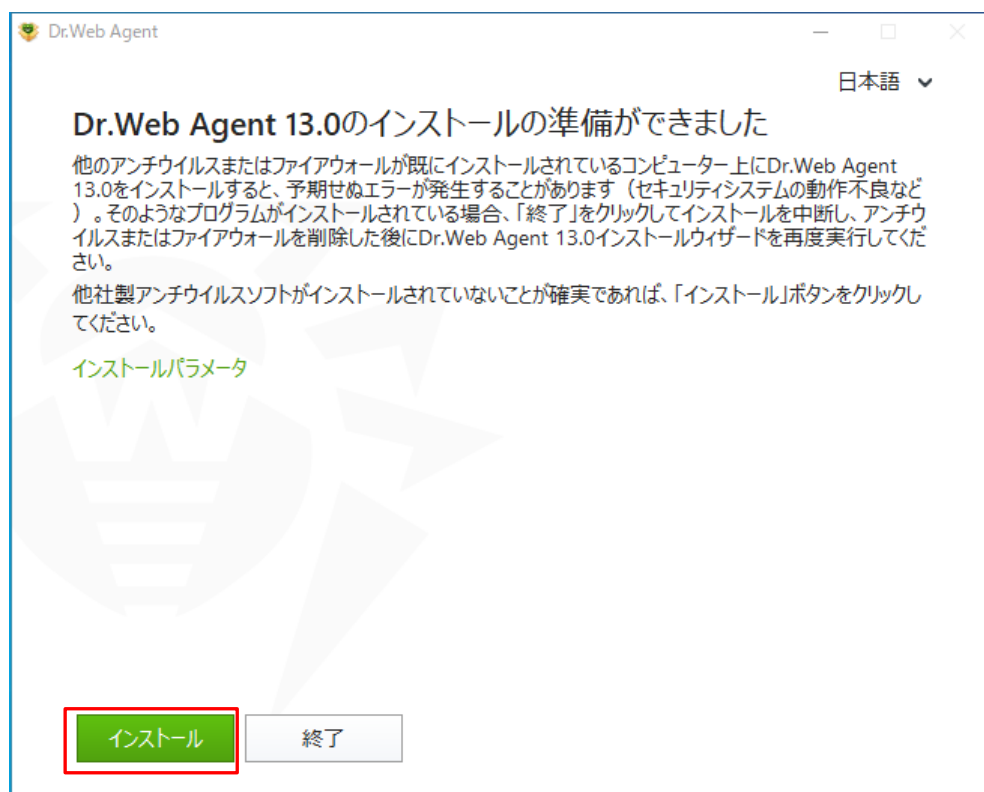 Dr.Web Agent
日本語
Dr.Web Agent 13.0のインストールの準備ができました
他のアンチウイルスまたはファイアウォールが既にインストールされているコンピューター上にDr.Web Agent
13.0をインストールすると、予期せぬエラーが発生することがあります（セキュリティシステムの動作不良など
）。そのようなプログラムがインストールされている場合、「終了」をクリックしてインストールを中断し、アンチウ
イルスまたはファイアウォールを削除した後にDr.Web Agent 13.0インストールウィザードを再度実行してくだ
さい。
他社製アンチウイルスソフトがインストールされていないことが確実であれば、「インストール」ボタンをクリックし
てください。
インストールパラメータ
インストール
終了